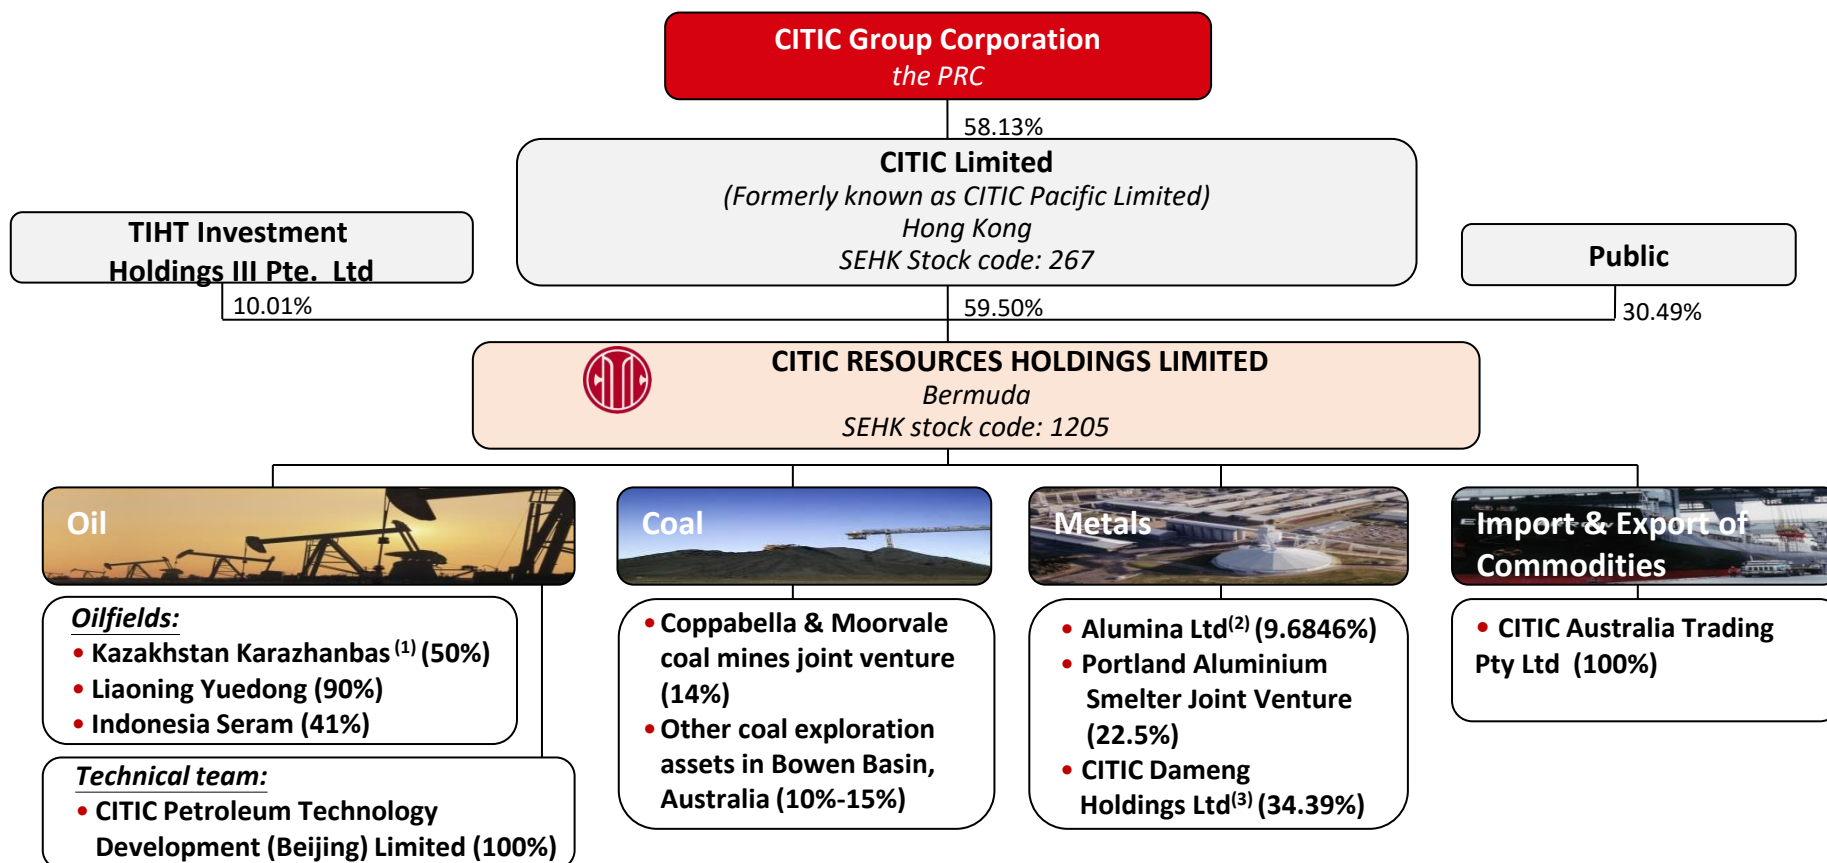 CITIC Group Corporation
the PRC
58.13%
CITIC Limited
(Formerly known as CITIC Pacific Limited)
Hong Kong
SEHK Stock code: 267
TIHT Investment
Holdings III Pte. Ltd
Public
10.01%
59.50%
30.49%
CITIC
CITIC RESOURCES HOLDINGS LIMITED
Bermuda
SEHK stock code: 1205
Oil
Oilfields:
• Kazakhstan Karazhanbas (1) (50%)
• Liaoning Yuedong (90%)
• Indonesia Seram (41%)
Technical team:
• CITIC Petroleum Technology
Development (Beijing) Limited (100%)
Coal
• Coppabella & Moorvale
coal mines joint venture
(14%)
• Other coal exploration
assets in Bowen Basin,
Australia (10%-15%)
Metals
• Alumina Ltd(2) (9.6846%)
• Portland Aluminium
Smelter Joint Venture
(22.5%)
• CITIC Dameng
Holdings Ltd(3) (34.39%)
Import & Export of
Commodities
• CITIC Australia Trading
Pty Ltd (100%)